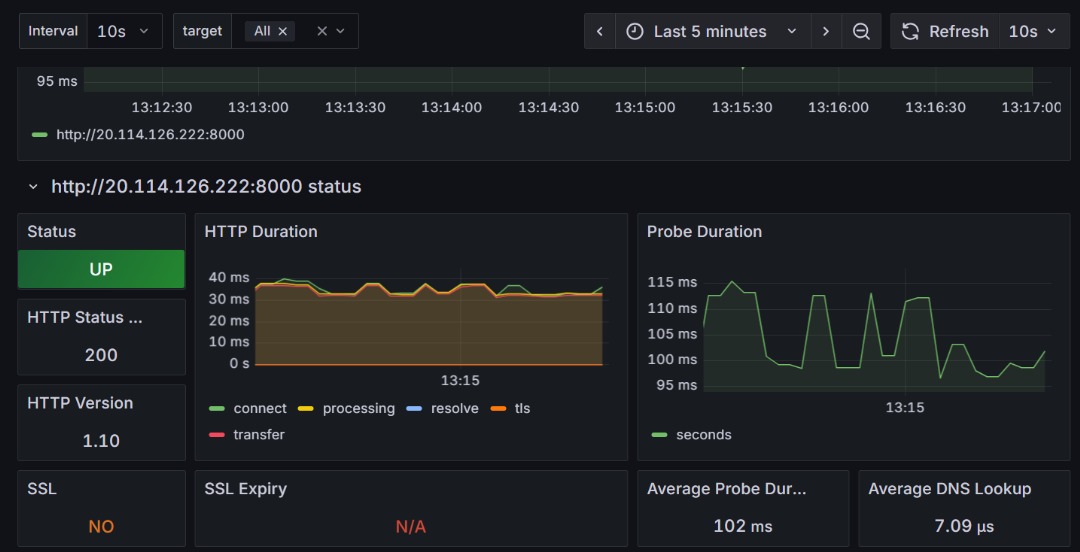 Interval 10s target All Last 5 minutes Refresh 10s
95 ms
13:12:30 13:13:00 13:13:30 13:14:00 13:14:30 13:15:00 13:15:30 13:16:00 13:16:30 13:17:00
http://20.114.126.222:8000
http://20.114.126.222:8000 status
Status
UP
HTTP Status ...
200
HTTP Version
1.10
HTTP Duration
40 ms
30 ms
20 ms
10 ms
0 s
13:15
connect processing resolve tls
transfer
Probe Duration
115 ms
110 ms
105 ms
100 ms
95 ms
13:15
seconds
SSL
NO
SSL Expiry
N/A
Average Probe Dur...
102 ms
Average DNS Lookup
7.09 µs